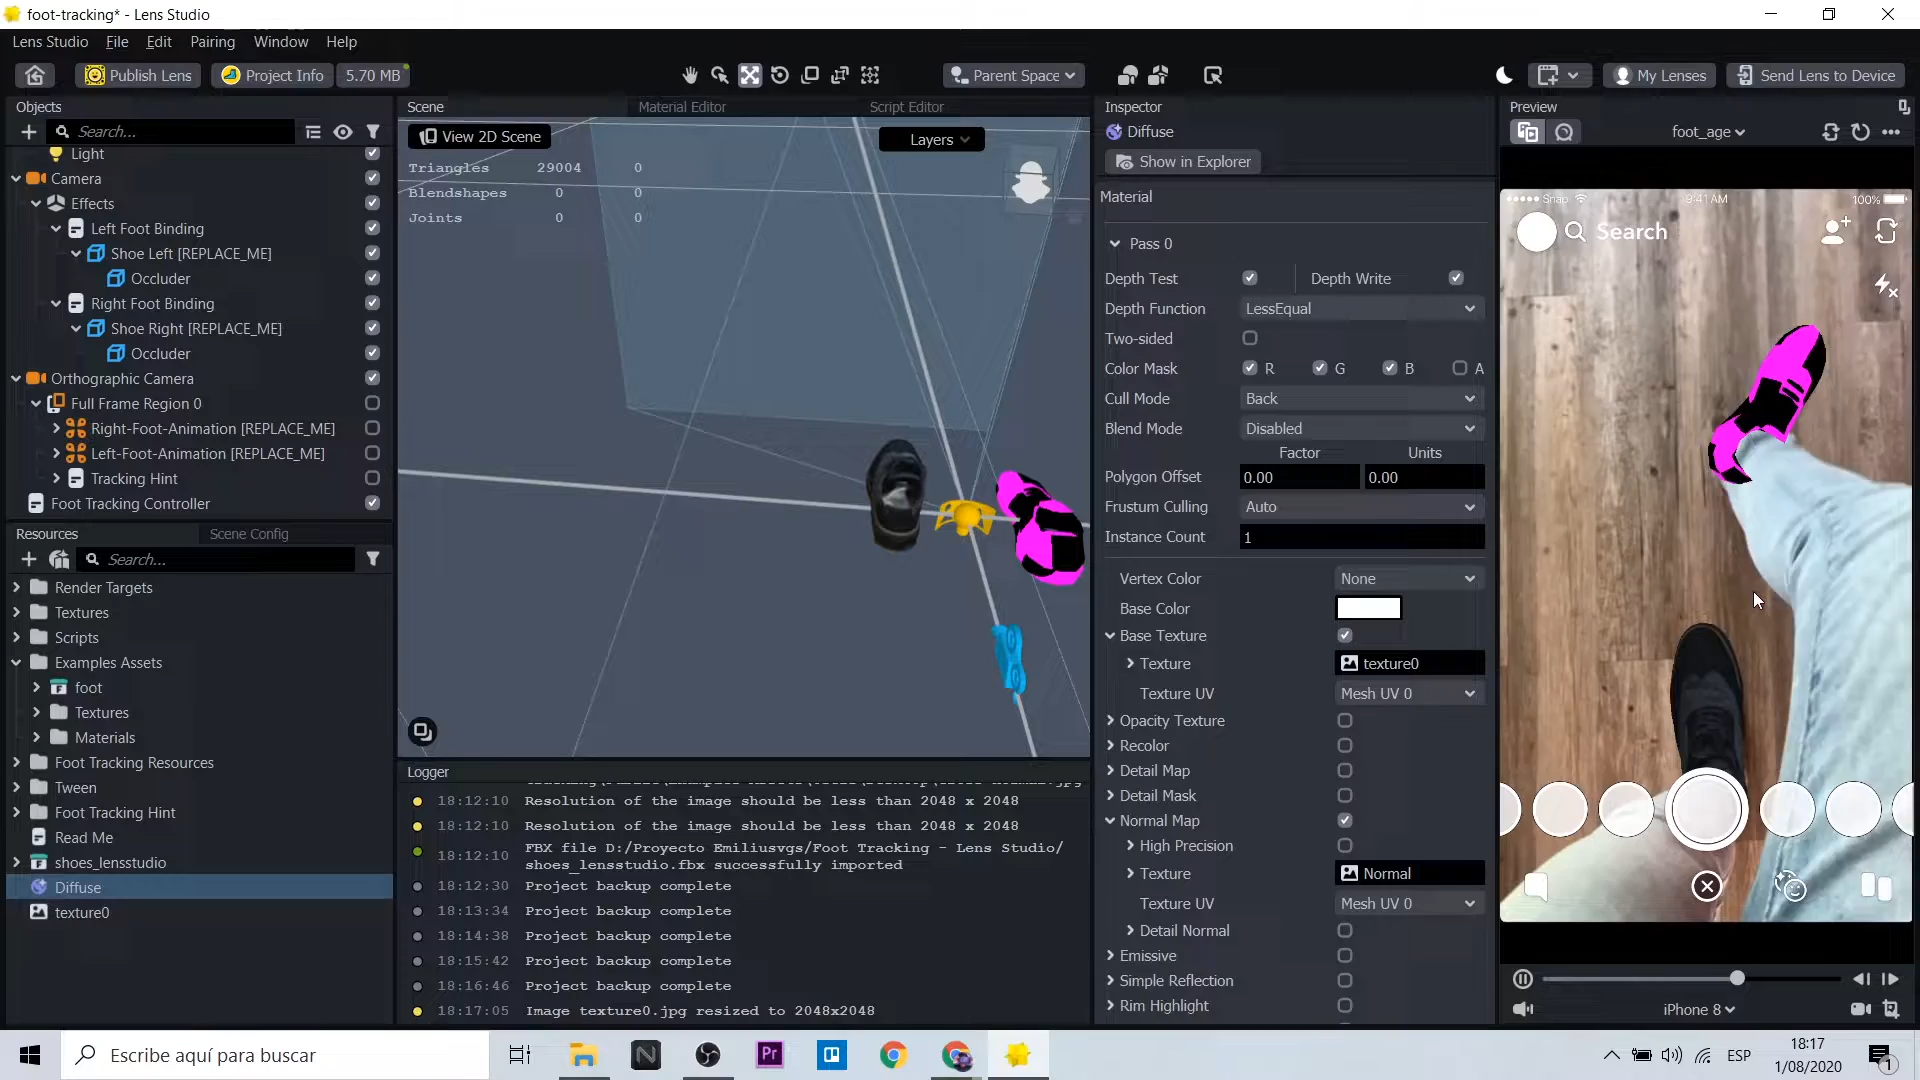 foot-tracking* - Lens Studio
Lens Studio File Edit Pairing Window Help
Publish Lens Project Info 5.70 MB Parent Space My Lenses Send Lens to Device
Objects
Search...
Light
Camera
Effects
Left Foot Binding
Shoe Left [REPLACE_ME]
Occluder
Right Foot Binding
Shoe Right [REPLACE_ME]
Occluder
Orthographic Camera
Full Frame Region 0
Right-Foot-Animation [REPLACE_ME]
Left-Foot-Animation [REPLACE_ME]
Tracking Hint
Foot Tracking Controller
Resources Scene Config
Search...
Render Targets
Textures
Scripts
Examples Assets
foot
Textures
Materials
Foot Tracking Resources
Tween
Foot Tracking Hint
Read Me
shoes_lensstudio
Diffuse
texture0
Scene Material Editor Script Editor
View 2D Scene Layers
Triangles 29004 0
Blendshapes 0 0
Joints 0 0
Logger
18:12:10 Resolution of the image should be less than 2048 x 2048
18:12:10 Resolution of the image should be less than 2048 x 2048
18:12:10 FBX file D:/Proyecto Emiliusvgs/Foot Tracking - Lens Studio/
shoes_lensstudio.fbx successfully imported
18:12:30 Project backup complete
18:13:34 Project backup complete
18:14:38 Project backup complete
18:15:42 Project backup complete
18:16:46 Project backup complete
18:17:05 Image texture0.jpg resized to 2048x2048
Inspector
Diffuse
Show in Explorer
Material
Pass 0
Depth Test Depth Write
Depth Function LessEqual
Two-sided
Color Mask R G B A
Cull Mode Back
Blend Mode Disabled
Factor Units
Polygon Offset 0.00 0.00
Frustum Culling Auto
Instance Count 1
Vertex Color None
Base Color
Base Texture
Texture texture0
Texture UV Mesh UV 0
Opacity Texture
Recolor
Detail Map
Detail Mask
Normal Map
High Precision
Texture Normal
Texture UV Mesh UV 0
Detail Normal
Emissive
Simple Reflection
Rim Highlight
Preview
foot_age
Snap 9:41 AM 100%
Search
iPhone 8
Escribe aquí para buscar
N
Pr
ESP
18:17
1/08/2020
1